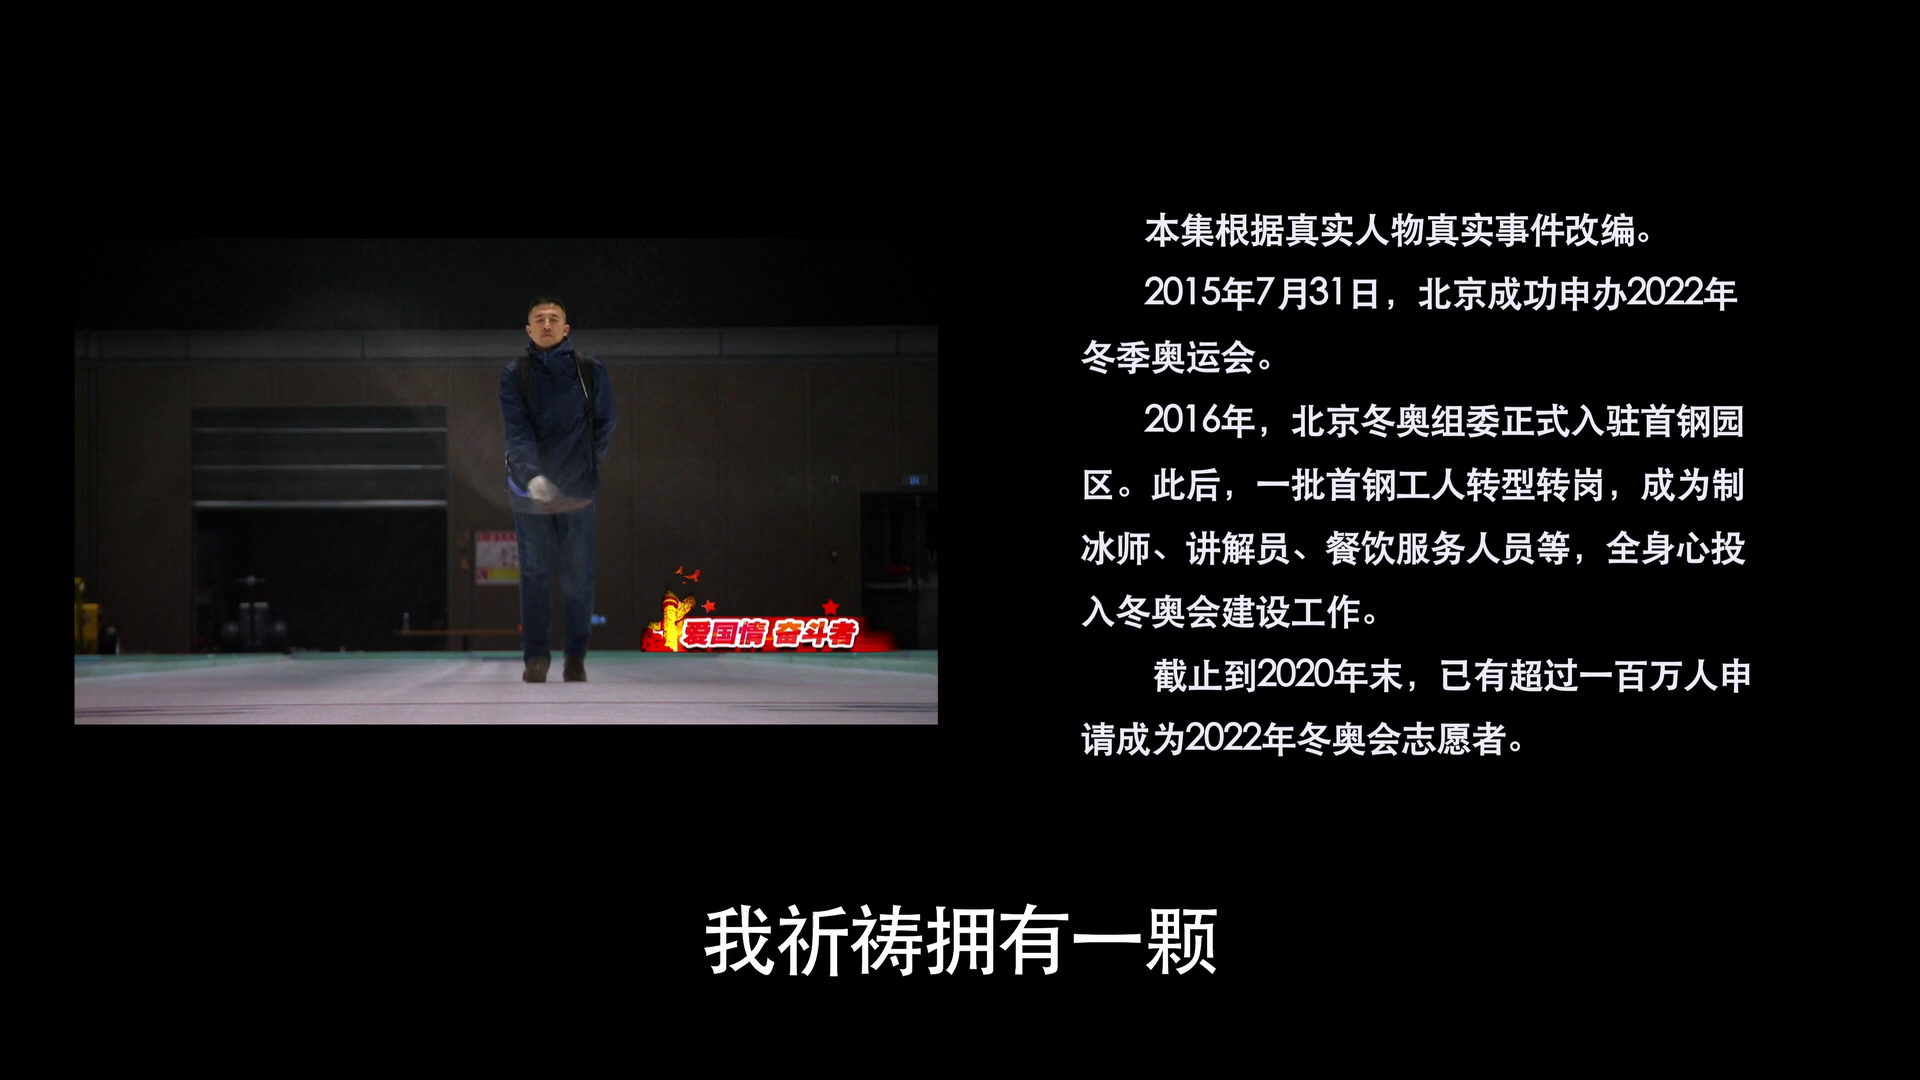 爱国情 奋斗者
本集根据真实人物真实事件改编。
2015年7月31日，北京成功申办2022年
冬季奥运会。
2016年，北京冬奥组委正式入驻首钢园
区。此后，一批首钢工人转型转岗，成为制
冰师、讲解员、餐饮服务人员等，全身心投
入冬奥会建设工作。
截止到2020年末，已有超过一百万人申
请成为2022年冬奥会志愿者。
我祈祷拥有一颗